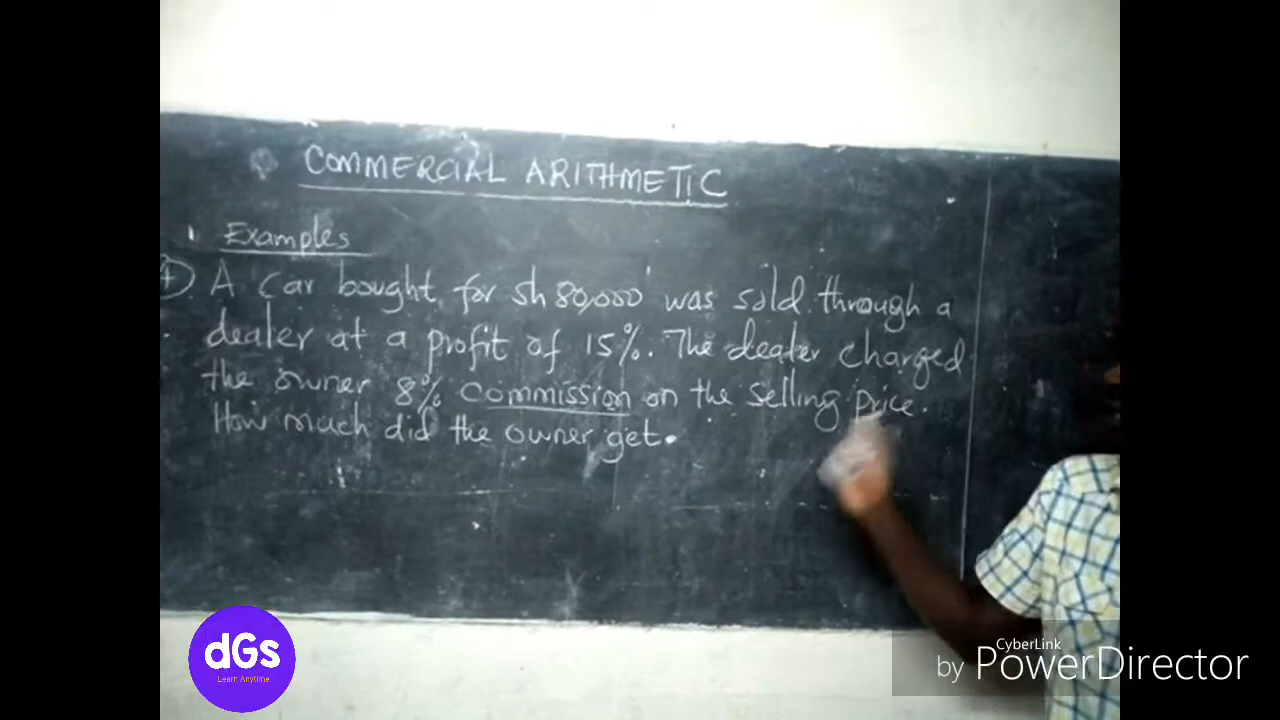 COMMERCIAL ARITHMETIC
Examples
A car bought for sh 80,000 was sold through a
dealer at a profit of 15%. The dealer charged
the owner 8% commission on the selling price.
How much did the owner get.
dGs
Learn Anytime
CyberLink
by PowerDirector